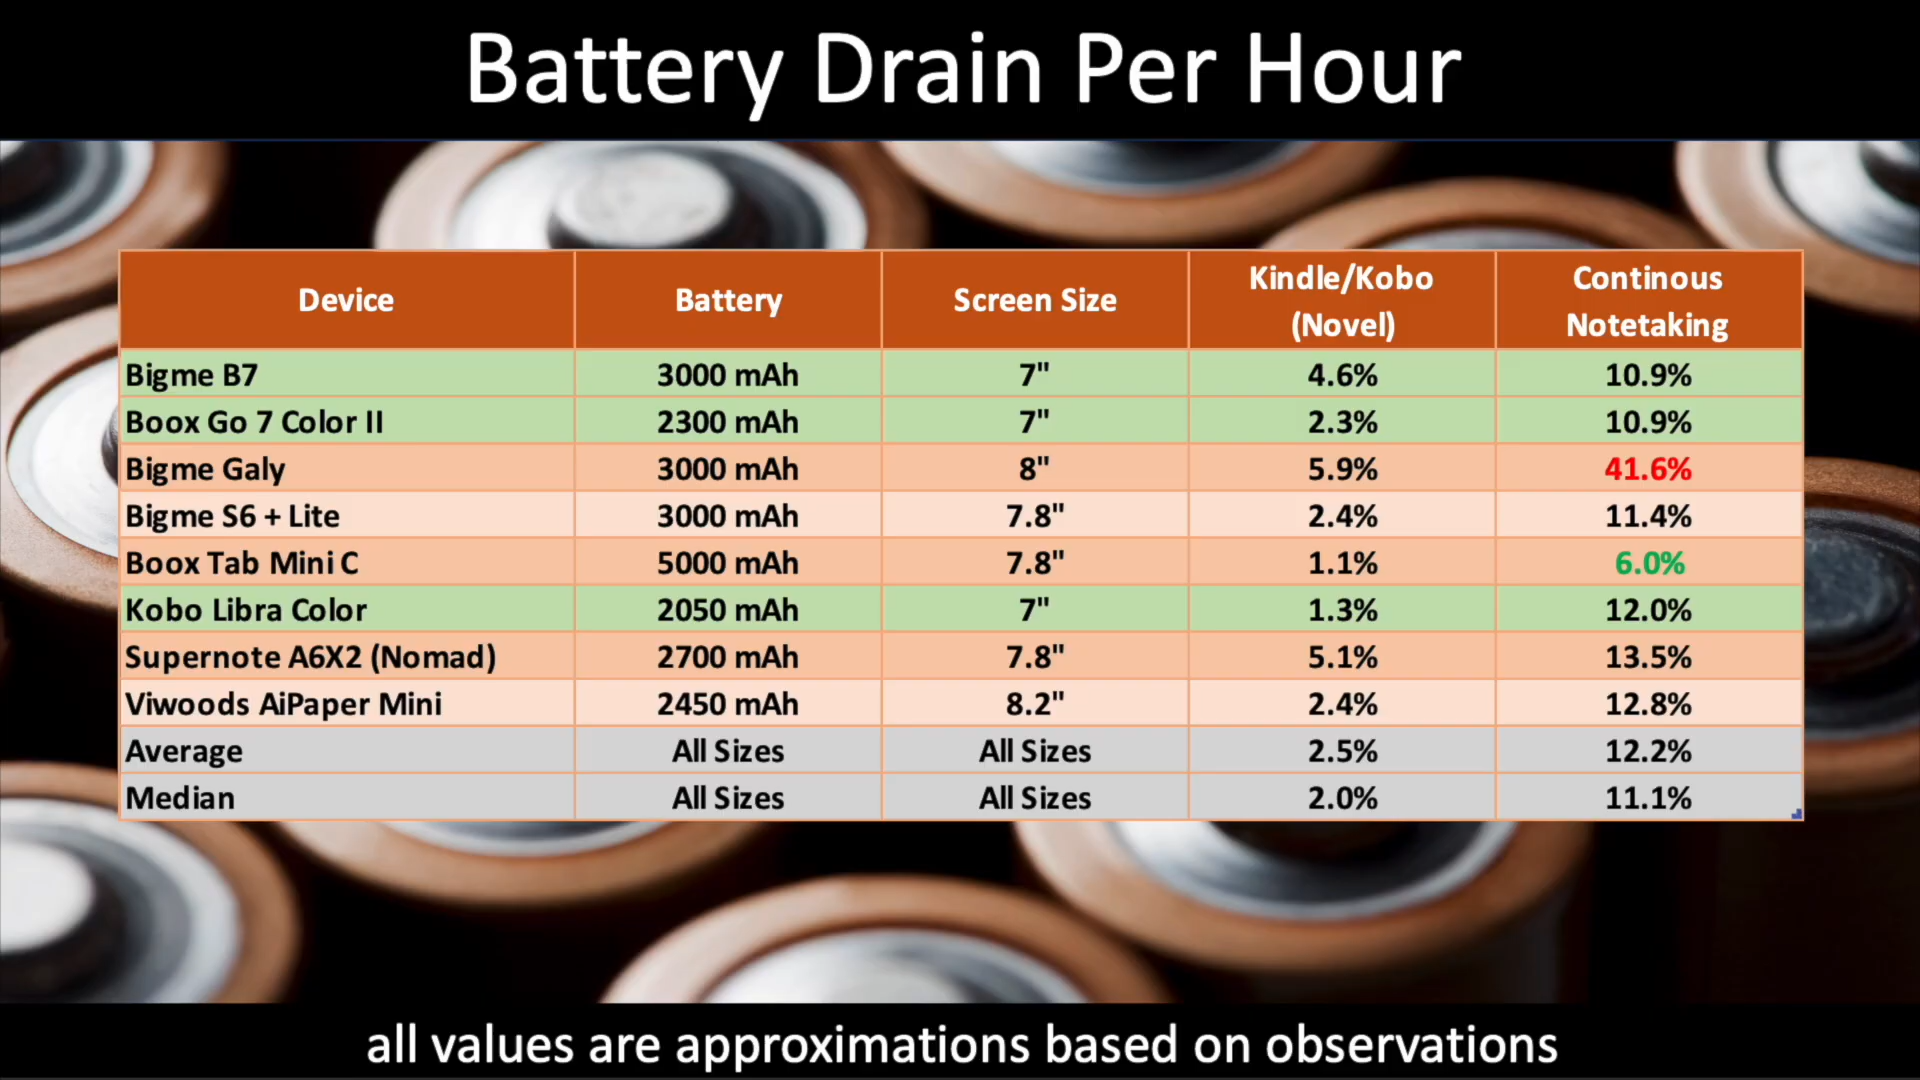 Battery Drain Per Hour
Device Battery Screen Size Kindle/Kobo (Novel) Continous Notetaking
Bigme B7 3000 mAh 7" 4.6% 10.9%
Boox Go 7 Color II 2300 mAh 7" 2.3% 10.9%
Bigme Galy 3000 mAh 8" 5.9% 41.6%
Bigme S6 + Lite 3000 mAh 7.8" 2.4% 11.4%
Boox Tab Mini C 5000 mAh 7.8" 1.1% 6.0%
Kobo Libra Color 2050 mAh 7" 1.3% 12.0%
Supernote A6X2 (Nomad) 2700 mAh 7.8" 5.1% 13.5%
Viwoods AiPaper Mini 2450 mAh 8.2" 2.4% 12.8%
Average All Sizes All Sizes 2.5% 12.2%
Median All Sizes All Sizes 2.0% 11.1%
all values are approximations based on observations